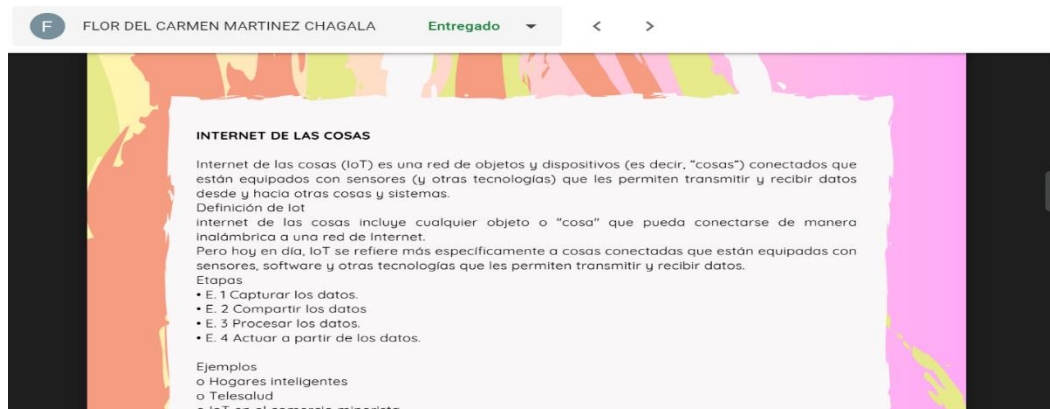 F FLOR DEL CARMEN MARTINEZ CHAGALA Entregado
INTERNET DE LAS COSAS
Internet de las cosas (IoT) es una red de objetos y dispositivos (es decir, "cosas") conectados que
están equipados con sensores (y otras tecnologías) que les permiten transmitir y recibir datos
desde y hacia otras cosas y sistemas.
Definición de Iot
internet de las cosas incluye cualquier objeto o "cosa" que pueda conectarse de manera
inalámbrica a una red de Internet.
Pero hoy en día, IoT se refiere más específicamente a cosas conectadas que están equipadas con
sensores, software y otras tecnologías que les permiten transmitir y recibir datos.
Etapas
• E. 1 Capturar los datos.
• E. 2 Compartir los datos
• E. 3 Procesar los datos.
• E. 4 Actuar a partir de los datos.
Ejemplos
o Hogares inteligentes
o Telesalud
o IoT en el comercio minorista